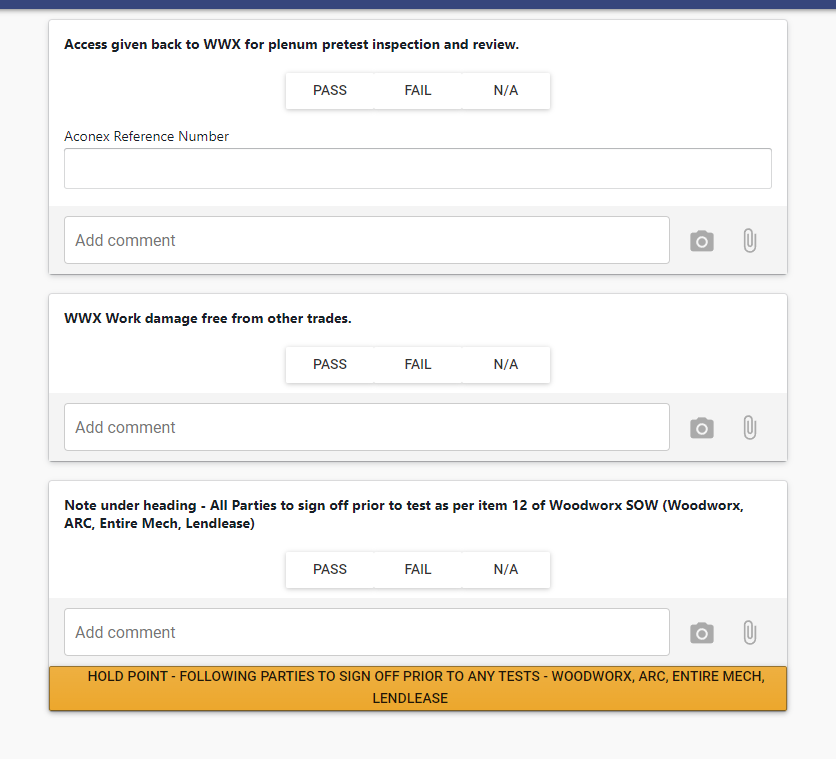 Access given back to WWX for plenum pretest inspection and review.
PASS FAIL N/A
Aconex Reference Number
Add comment
WWX Work damage free from other trades.
PASS FAIL N/A
Add comment
Note under heading - All Parties to sign off prior to test as per item 12 of Woodworx SOW (Woodworx,
ARC, Entire Mech, Lendlease)
PASS FAIL N/A
Add comment
HOLD POINT - FOLLOWING PARTIES TO SIGN OFF PRIOR TO ANY TESTS - WOODWORX, ARC, ENTIRE MECH,
LENDLEASE